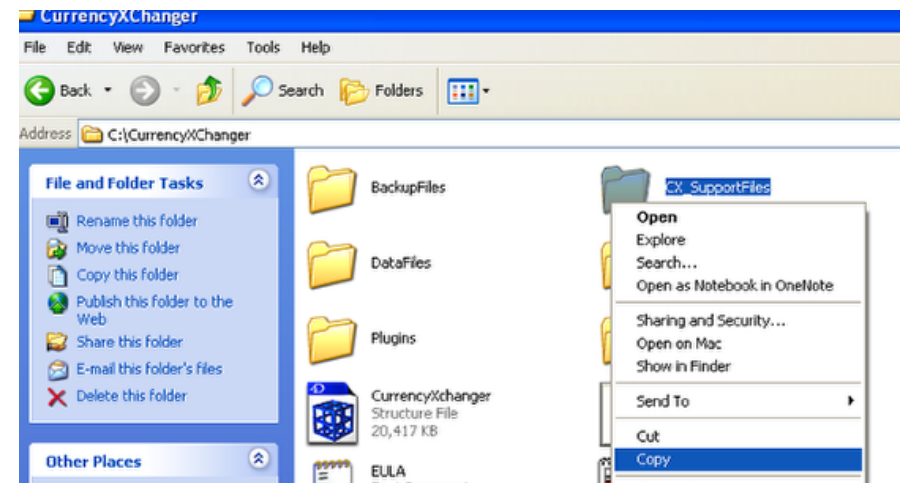 CurrencyXChanger
File Edit View Favorites Tools Help
Back Search Folders
Address C:\CurrencyXChanger
File and Folder Tasks
Rename this folder
Move this folder
Copy this folder
Publish this folder to the
Web
Share this folder
E-mail this folder's files
Delete this folder
Other Places
BackupFiles
CX_SupportFiles
DataFiles
Plugins
CurrencyXchanger
Structure File
20,417 KB
EULA
Open
Explore
Search...
Open as Notebook in OneNote
Sharing and Security...
Open on Mac
Show in Finder
Send To
Cut
Copy